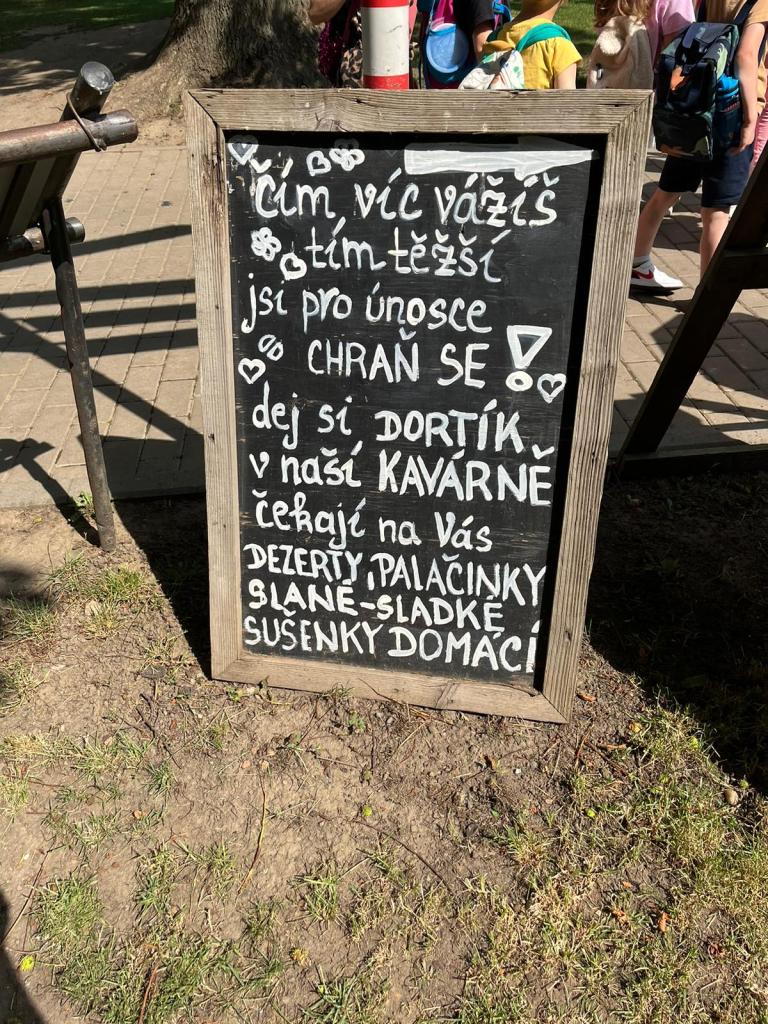 čím víc vážíš
tím těžší
jsi pro únosce
CHRAŇ SE !
dej si DORTÍK
v naší KAVÁRNĚ
čekají na Vás
DEZERTY, PALAČINKY
SLANÉ-SLADKÉ
SUŠENKY DOMÁCÍ